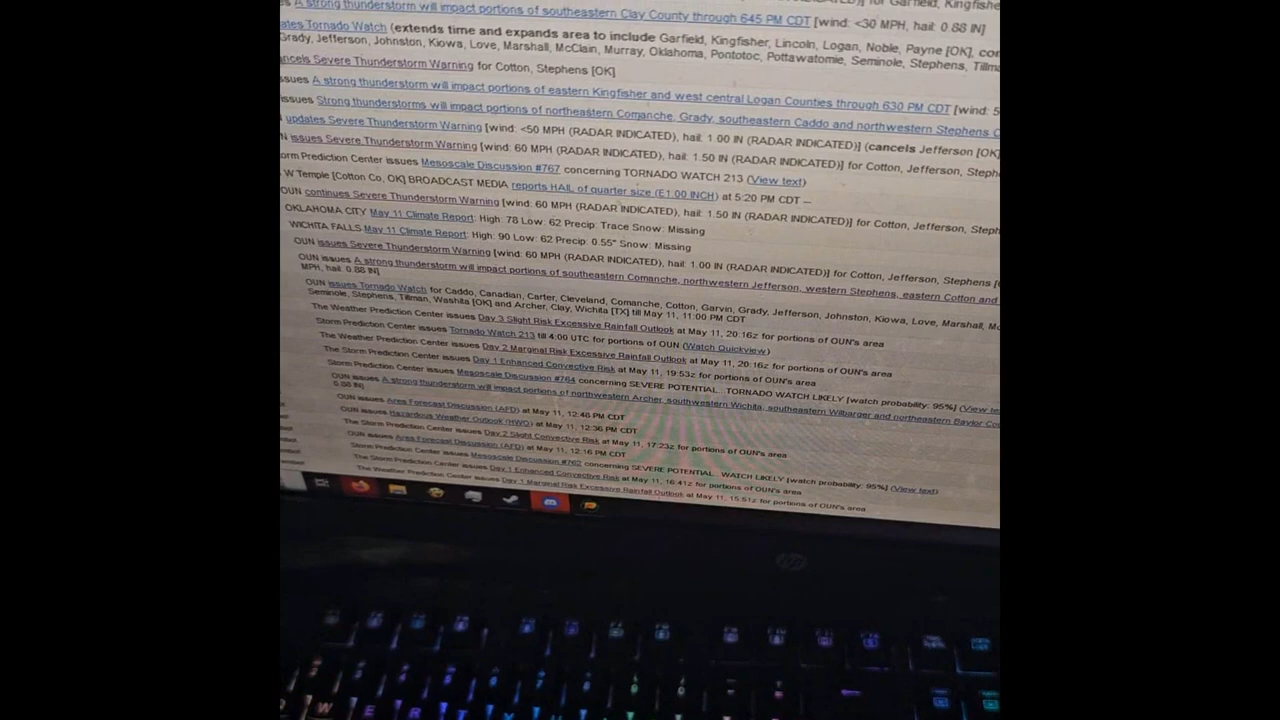 A strong thunderstorm will impact portions of southeastern Clay County through 645 PM CDT [wind: <30 MPH, hail: 0.88 IN]
ates Tornado Watch (extends time and expands area to include Garfield, Kingfisher, Lincoln, Logan, Noble, Payne [OK], con
Grady, Jefferson, Johnston, Kiowa, Love, Marshall, McClain, Murray, Oklahoma, Pontotoc, Pottawatomie, Seminole, Stephens, Tillm
ancels Severe Thunderstorm Warning for Cotton, Stephens [OK]
ssues A strong thunderstorm will impact portions of eastern Kingfisher and west central Logan Counties through 630 PM CDT [wind: 5
issues Strong thunderstorms will impact portions of northeastern Comanche, Grady, southeastern Caddo and northwestern Stephens C
updates Severe Thunderstorm Warning [wind: <50 MPH (RADAR INDICATED), hail: 1.00 IN (RADAR INDICATED)] (cancels Jefferson [OK]
N issues Severe Thunderstorm Warning [wind: 60 MPH (RADAR INDICATED), hail: 1.50 IN (RADAR INDICATED)] for Cotton, Jefferson, Steph
orm Prediction Center issues Mesoscale Discussion #767 concerning TORNADO WATCH 213 (View text)
W Temple [Cotton Co, OK] BROADCAST MEDIA reports HAIL of quarter size (E1.00 INCH) at 5:20 PM CDT --
OUN continues Severe Thunderstorm Warning [wind: 60 MPH (RADAR INDICATED), hail: 1.50 IN (RADAR INDICATED)] for Cotton, Jefferson, Steph
OKLAHOMA CITY May 11 Climate Report: High: 78 Low: 62 Precip: Trace Snow: Missing
WICHITA FALLS May 11 Climate Report: High: 90 Low: 62 Precip: 0.55" Snow: Missing
OUN issues Severe Thunderstorm Warning [wind: 60 MPH (RADAR INDICATED), hail: 1.00 IN (RADAR INDICATED)] for Cotton, Jefferson, Stephens [
OUN issues A strong thunderstorm will impact portions of southeastern Comanche, northwestern Jefferson, western Stephens, eastern Cotton and
MPH, hail: 0.88 IN]
OUN issues Tornado Watch for Caddo, Canadian, Carter, Cleveland, Comanche, Cotton, Garvin, Grady, Jefferson, Johnston, Kiowa, Love, Marshall, Mc
Seminole, Stephens, Tillman, Washita [OK] and Archer, Clay, Wichita [TX] till May 11, 11:00 PM CDT
The Weather Prediction Center issues Day 3 Slight Risk Excessive Rainfall Outlook at May 11, 20:16z for portions of OUN's area
Storm Prediction Center issues Tornado Watch 213 till 4:00 UTC for portions of OUN (Watch Quickview)
The Weather Prediction Center issues Day 2 Marginal Risk Excessive Rainfall Outlook at May 11, 20:16z for portions of OUN's area
The Storm Prediction Center issues Day 1 Enhanced Convective Risk at May 11, 19:53z for portions of OUN's area
Storm Prediction Center issues Mesoscale Discussion #764 concerning SEVERE POTENTIAL...TORNADO WATCH LIKELY [watch probability: 95%] (View te
OUN issues A strong thunderstorm will impact portions of northwestern Archer, southwestern Wichita, southeastern Wilbarger and northeastern Baylor Cou
0.88 IN]
OUN issues Area Forecast Discussion (AFD) at May 11, 12:48 PM CDT
OUN issues Hazardous Weather Outlook (HWO) at May 11, 12:36 PM CDT
The Storm Prediction Center issues Day 2 Slight Convective Risk at May 11, 17:23z for portions of OUN's area
OUN issues Area Forecast Discussion (AFD) at May 11, 12:16 PM CDT
Storm Prediction Center issues Mesoscale Discussion #762 concerning SEVERE POTENTIAL...WATCH LIKELY [watch probability: 95%] (View text)
The Storm Prediction Center issues Day 1 Enhanced Convective Risk at May 11, 16:41z for portions of OUN's area
The Weather Prediction Center issues Day 1 Marginal Risk Excessive Rainfall Outlook at May 11, 15:51z for portions of OUN's area
hp
W E R T Y